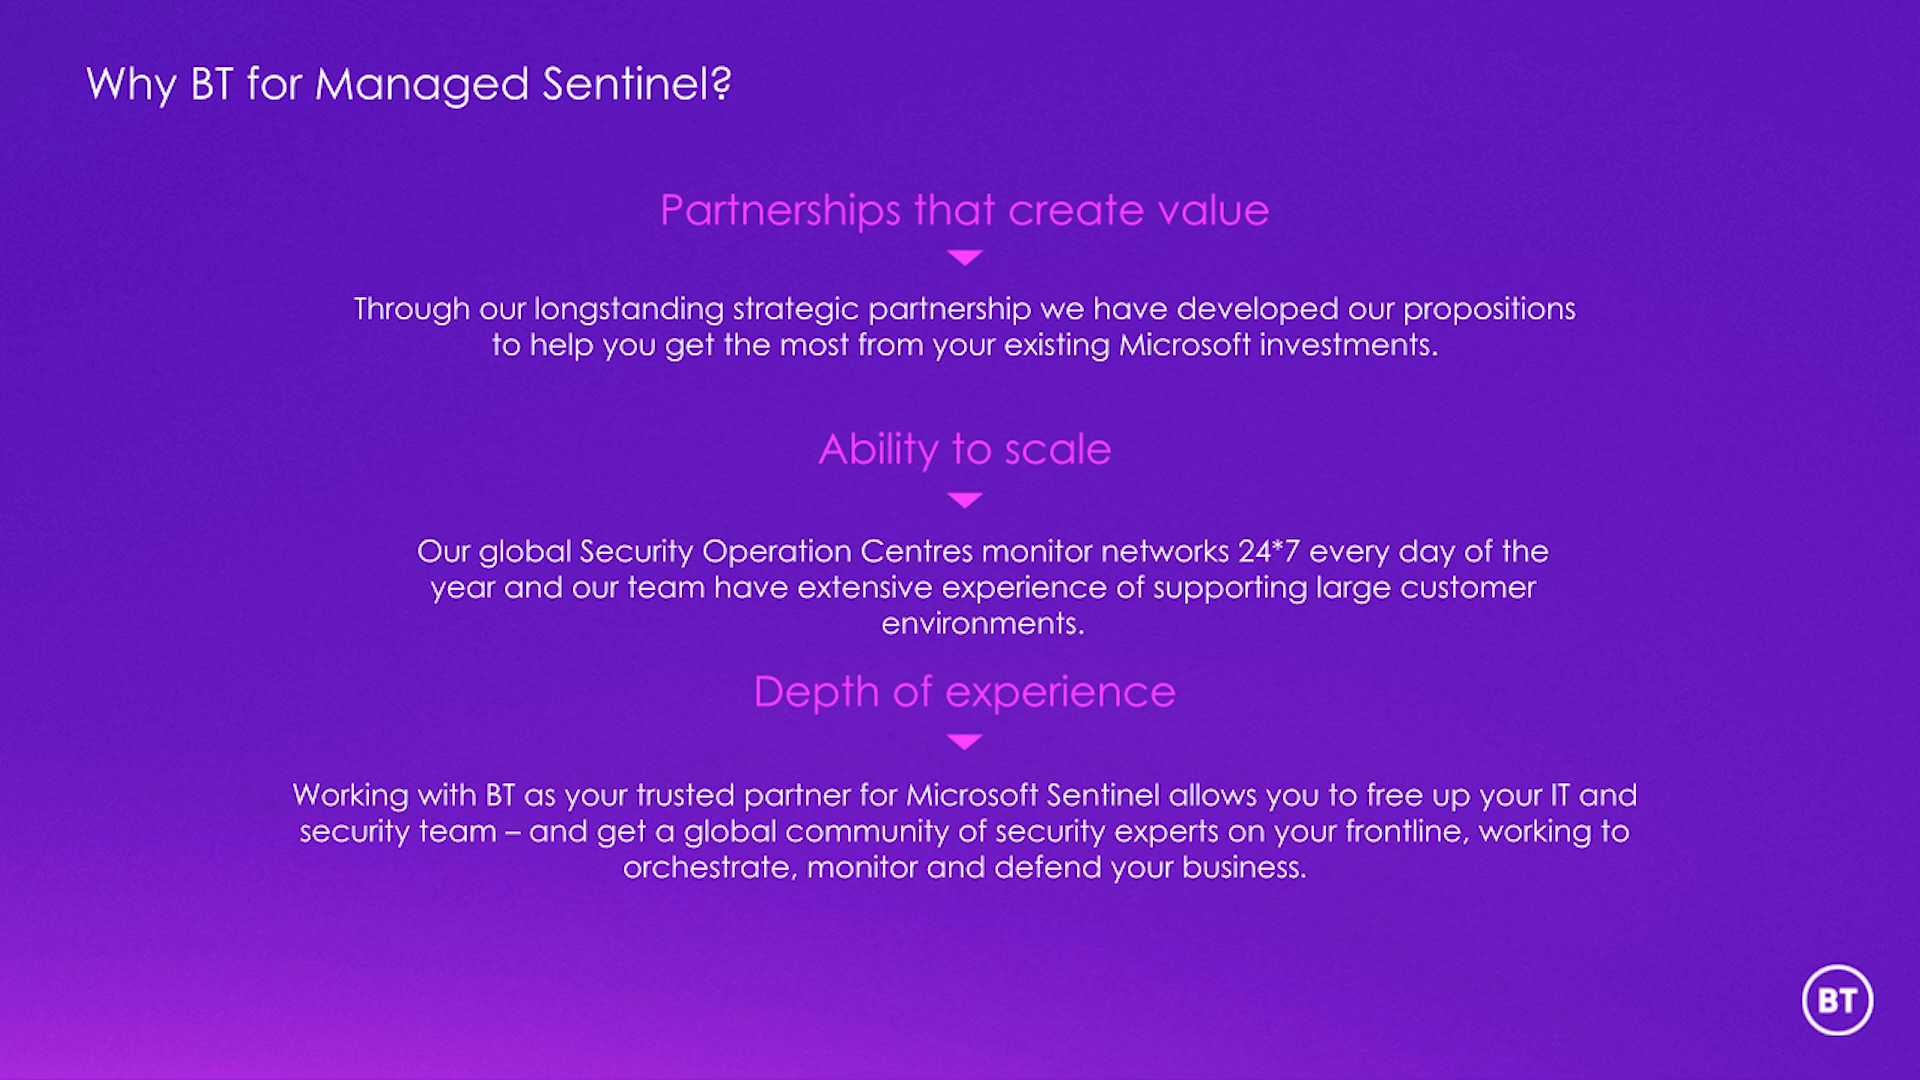 Why BT for Managed Sentinel?
Partnerships that create value
Through our longstanding strategic partnership we have developed our propositions
to help you get the most from your existing Microsoft investments.
Ability to scale
Our global Security Operation Centres monitor networks 24*7 every day of the
year and our team have extensive experience of supporting large customer
environments.
Depth of experience
Working with BT as your trusted partner for Microsoft Sentinel allows you to free up your IT and
security team – and get a global community of security experts on your frontline, working to
orchestrate, monitor and defend your business.
BT